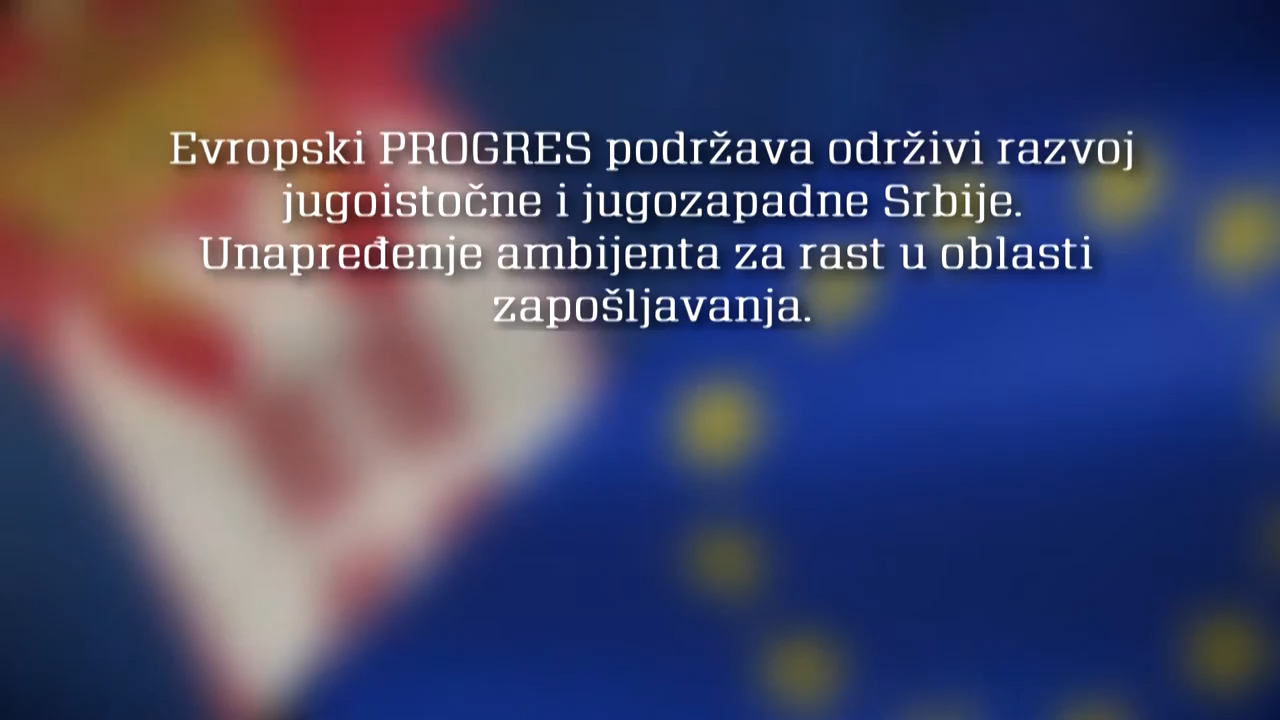 Evropski PROGRES podržava održivi razvoj
jugoistočne i jugozapadne Srbije.
Unapređenje ambijenta za rast u oblasti
zapošljavanja.